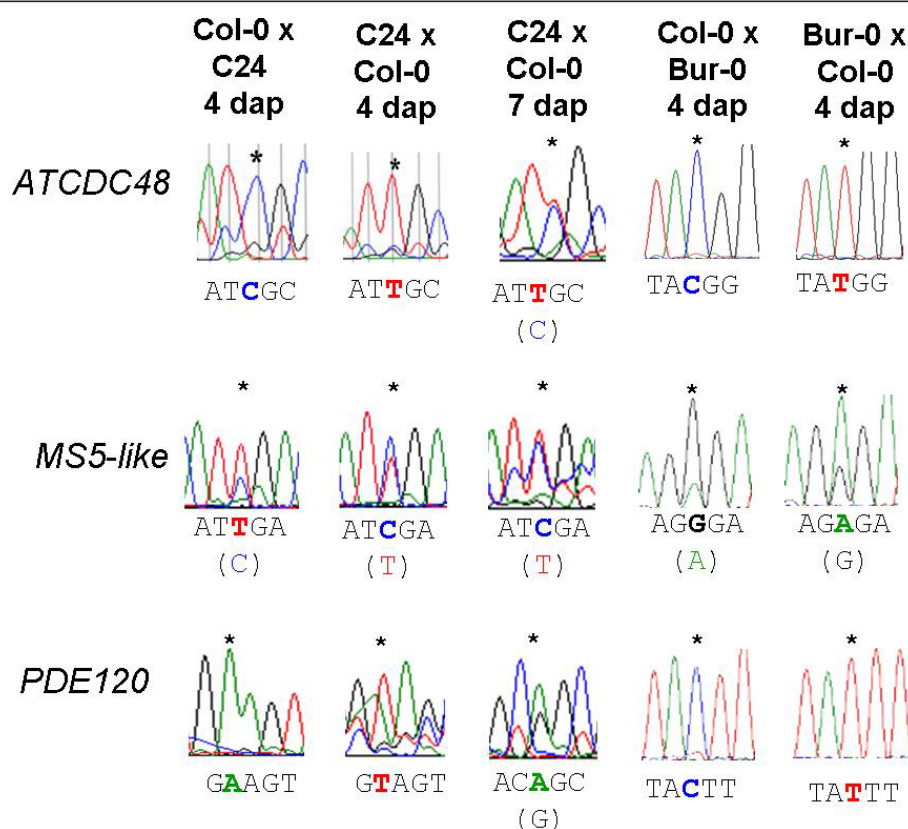 Col-0 x C24 4 dap
C24 x Col-0 4 dap
C24 x Col-0 7 dap
Col-0 x Bur-0 4 dap
Bur-0 x Col-0 4 dap
ATCDC48
* * * * *
ATCGC ATTGC ATTGC TACGG TATGG
(C)
MS5-like
* * * * *
ATTGA ATCGA ATCGA AGGGA AGAGA
(C) (T) (T) (A) (G)
PDE120
* * * * *
GAAGT GTAGT ACAGC TACTT TATTT
(G)